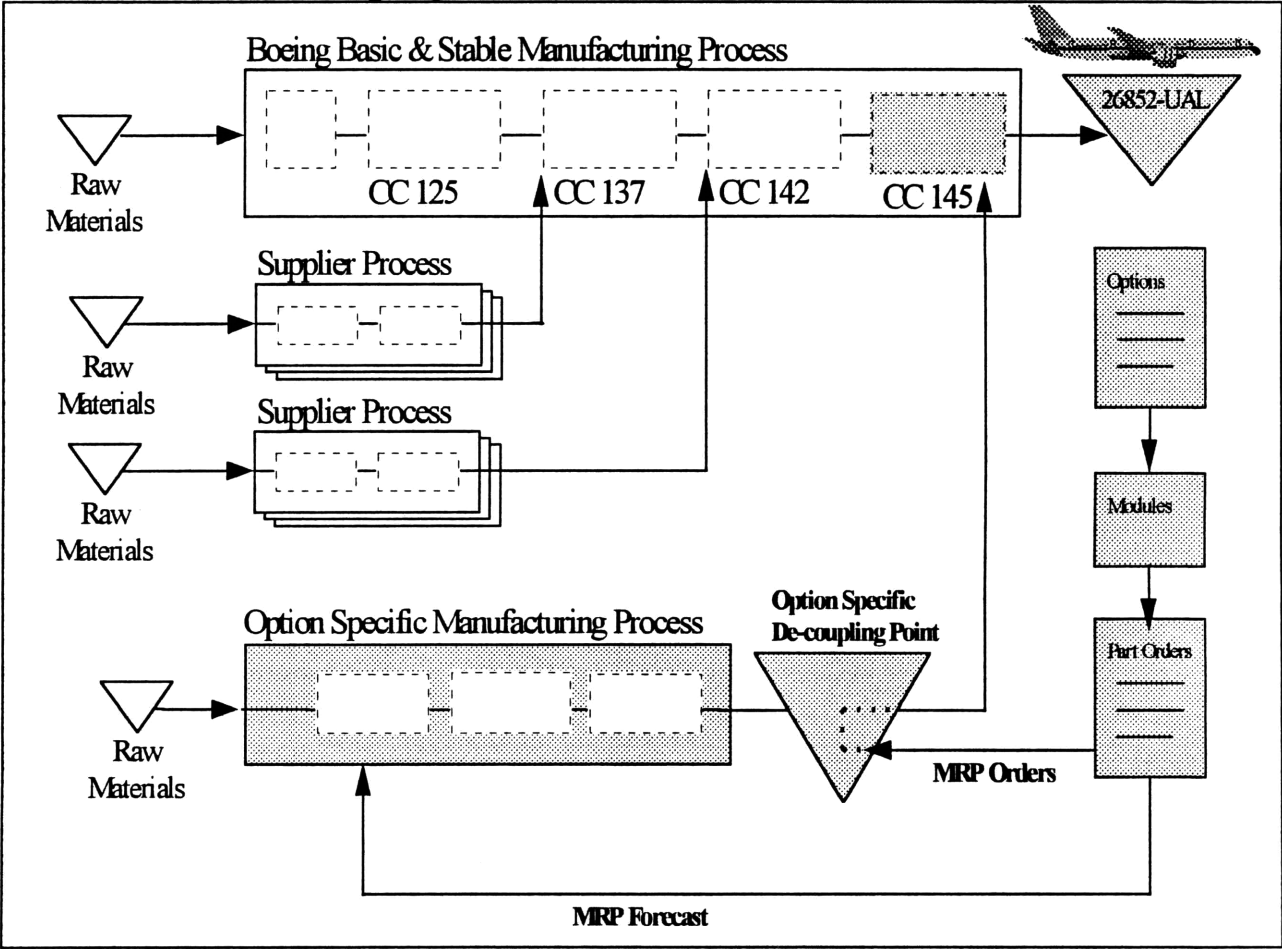 Boeing Basic & Stable Manufacturing Process
26852-UAL
Raw
Materials
CC 125
CC 137
CC 142
CC 145
Supplier Process
Options
Raw
Materials
Supplier Process
Modules
Raw
Materials
Option Specific
De-coupling Point
Option Specific Manufacturing Process
Part Orders
Raw
Materials
MRP Orders
MRP Forecast